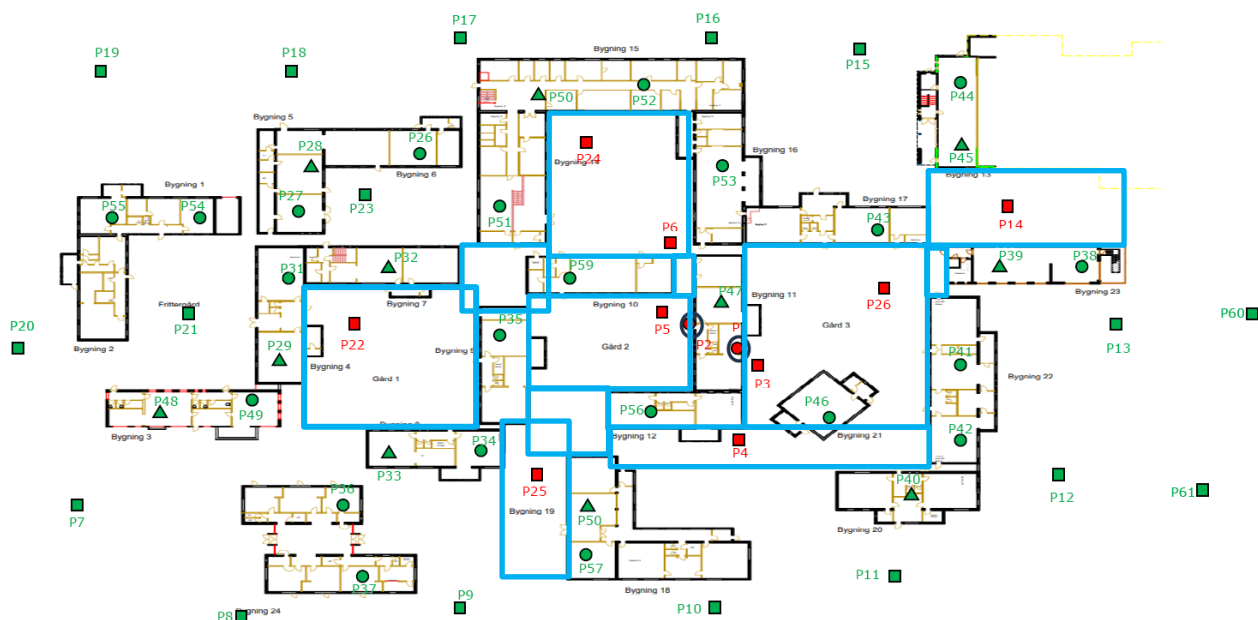 P17
P16
P15
P19
P18
Bygning 15
P50
P52
P44
P45
Bygning 13
Bygning 5
P28
P26
Bygning 6
P24
Bygning 16
P53
Bygning 1
P55
P54
P27
P23
P51
P6
Bygning 17
P43
P14
P31
P32
P59
P39
P38
Bygning 23
Bygning 7
Bygning 10
P47
Bygning 11
P26
Frittergård
P21
P20
Bygning 2
P22
P29
Bygning 4
Gård 1
P35
Bygning 9
Gård 2
P5
P2
P3
Gård 3
P13
P60
P41
Bygning 22
P42
P48
P49
Bygning 3
P56
Bygning 12
P46
Bygning 21
P4
P33
P34
P25
Bygning 19
P50
P57
Bygning 18
P40
Bygning 20
P12
P61
P7
P36
P37
Bygning 24
P8
P9
P10
P11